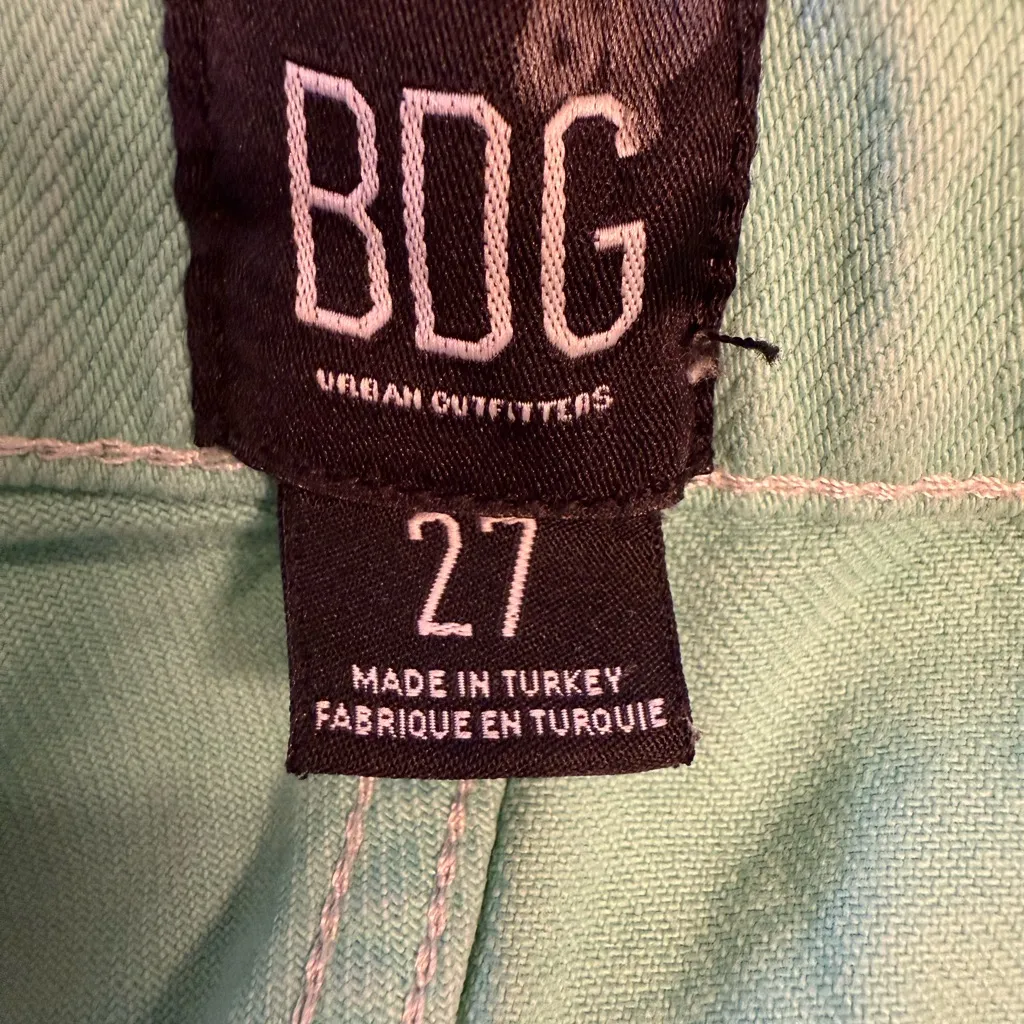 BDG
URBAN OUTFITTERS
27
MADE IN TURKEY
FABRIQUE EN TURQUIE